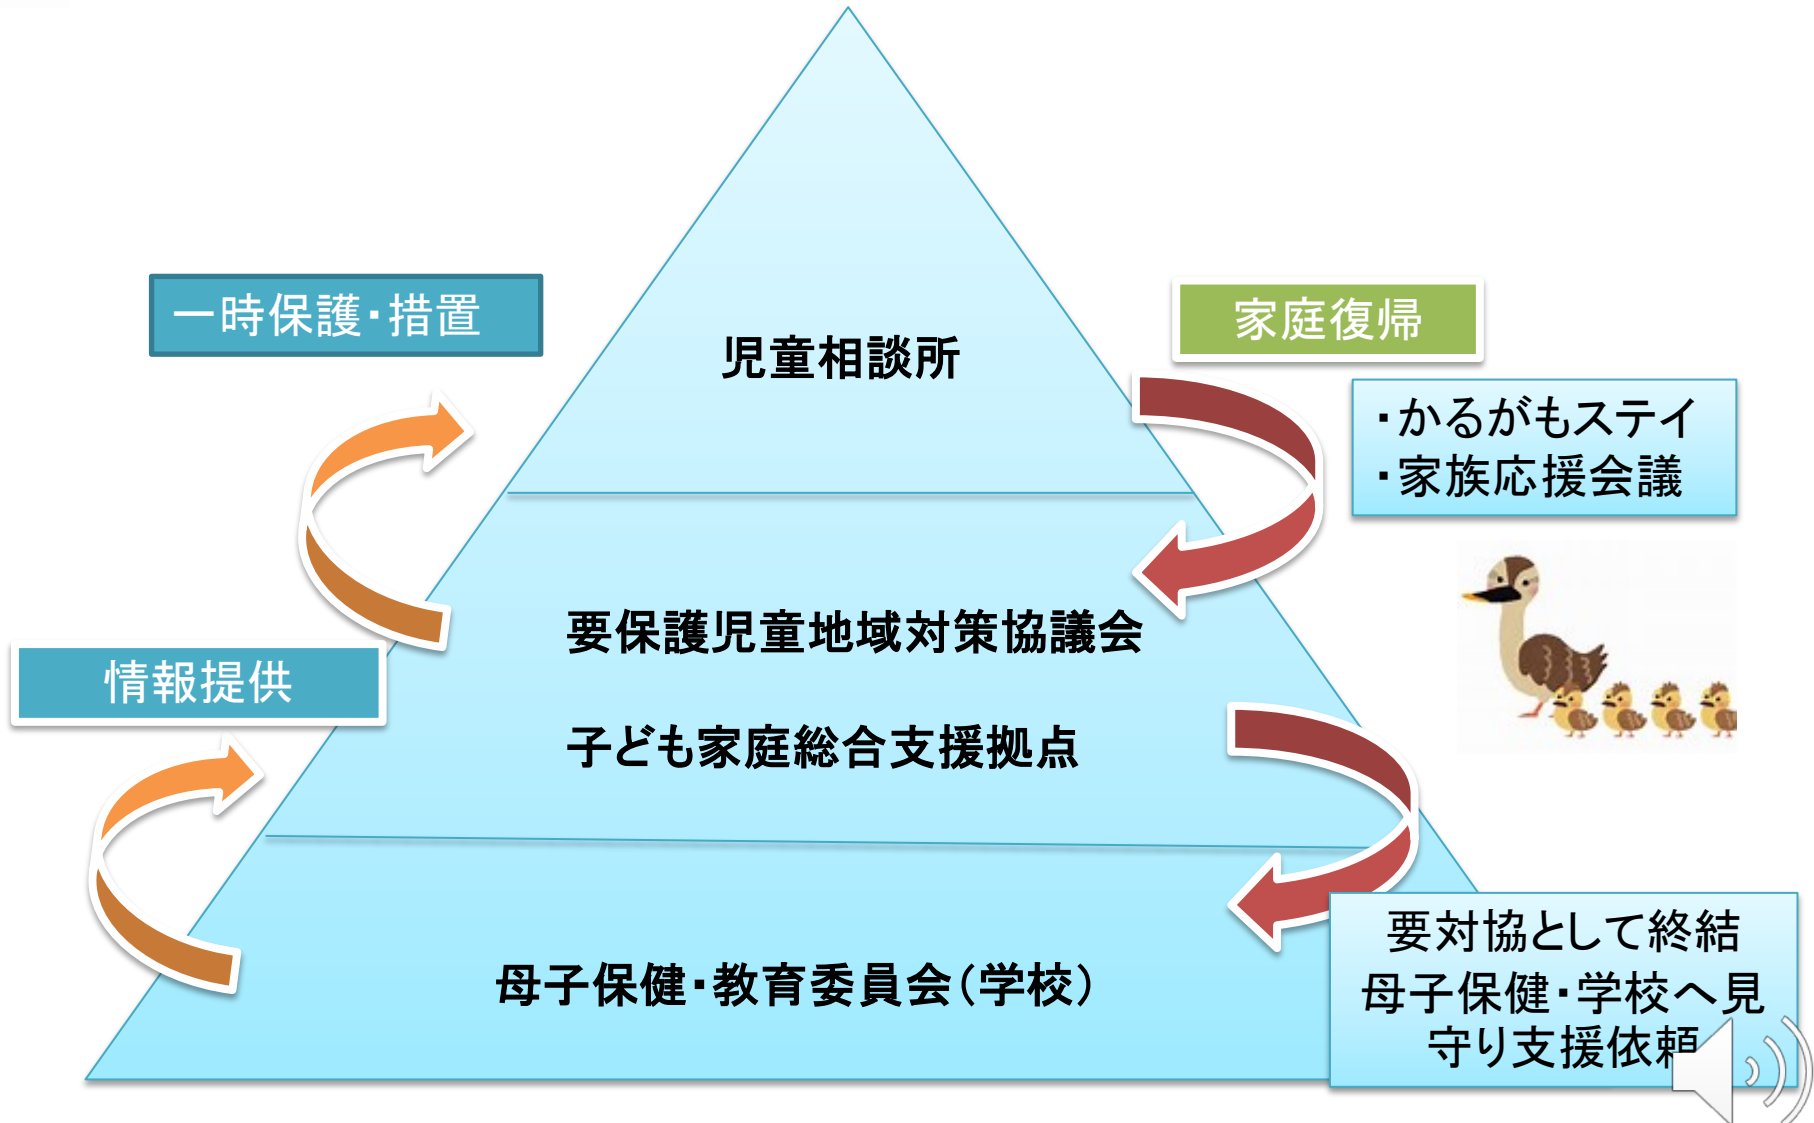 一時保護・措置
家庭復帰
児童相談所
・かるがもステイ
・家族応援会議
要保護児童地域対策協議会
情報提供
子ども家庭総合支援拠点
要対協として終結
母子保健・学校へ見
守り支援依頼
母子保健・教育委員会（学校）